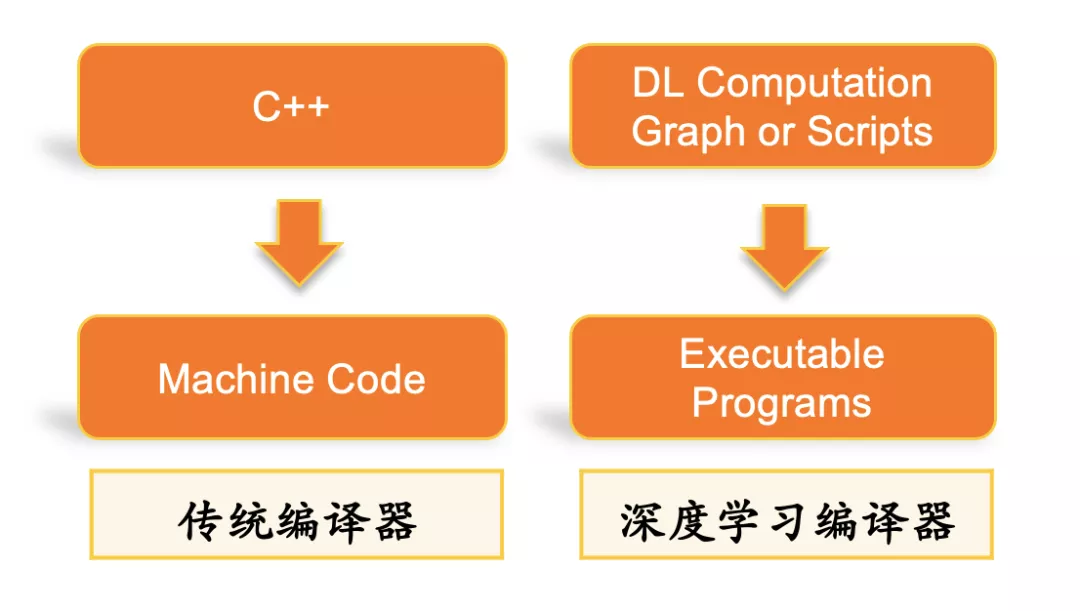 C++
Machine Code
传统编译器
DL Computation
Graph or Scripts
Executable
Programs
深度学习编译器